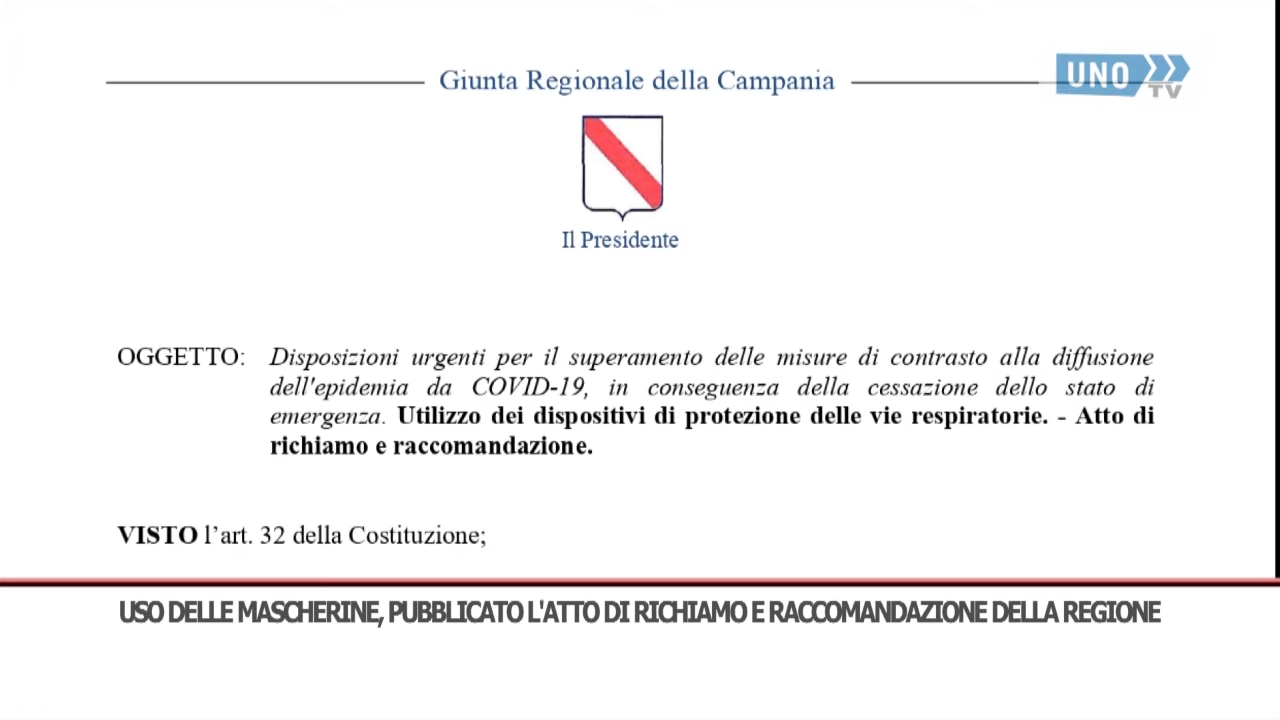 Giunta Regionale della Campania
UNO
TV
Il Presidente
OGGETTO: Disposizioni urgenti per il superamento delle misure di contrasto alla diffusione
dell'epidemia da COVID-19, in conseguenza della cessazione dello stato di
emergenza. Utilizzo dei dispositivi di protezione delle vie respiratorie. - Atto di
richiamo e raccomandazione.
VISTO l’art. 32 della Costituzione;
USO DELLE MASCHERINE, PUBBLICATO L'ATTO DI RICHIAMO E RACCOMANDAZIONE DELLA REGIONE